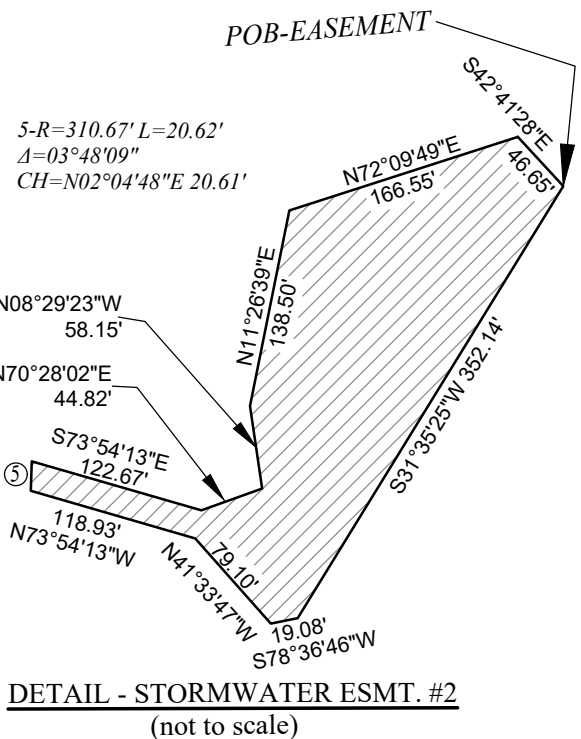 POB-EASEMENT
S42°41'28"E
46.65'
5-R=310.67' L=20.62'
Δ=03°48'09"
CH=N02°04'48"E 20.61'
N72°09'49"E
166.55'
N11°26'39"E
138.50'
N08°29'23"W
58.15'
N70°28'02"E
44.82'
S31°35'25"W 352.14'
S73°54'13"E
122.67'
5
118.93'
N73°54'13"W
79.10'
N41°33'47"W
19.08'
S78°36'46"W
DETAIL - STORMWATER ESMT. #2
(not to scale)